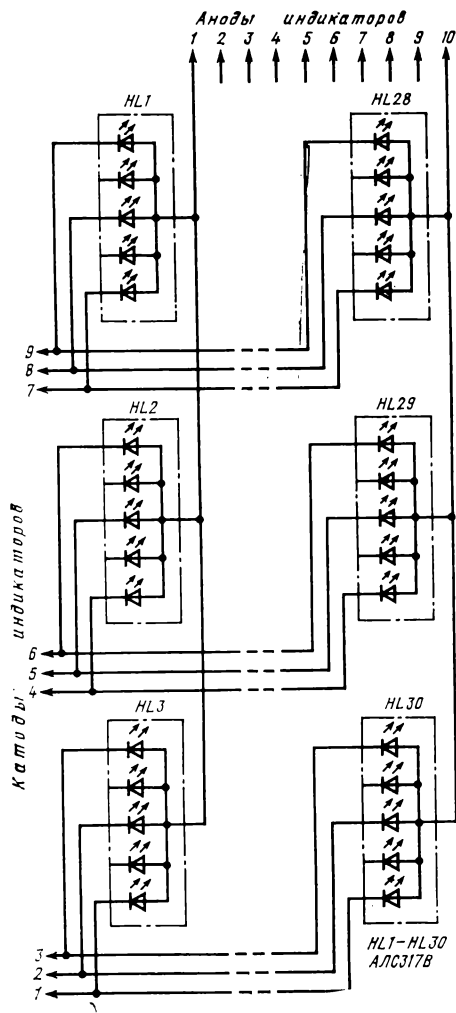 Аноды индикаторов
1 2 3 4 5 6 7 8 9 10
HL1 HL28
9
8
7
HL2 HL29
Катоды индикаторов
6
5
4
HL3 HL30
3
2
1
HL1-HL30
АЛС317В